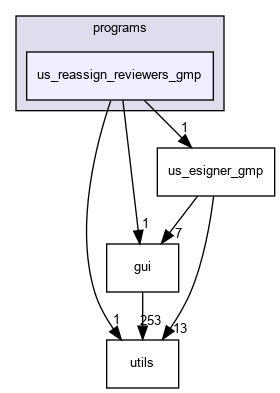 programs
us_reassign_reviewers_gmp
1
us_esigner_gmp
1
7
gui
253
1
13
utils